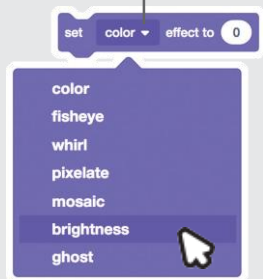 set color effect to 0
color
fisheye
whirl
pixelate
mosaic
brightness
ghost